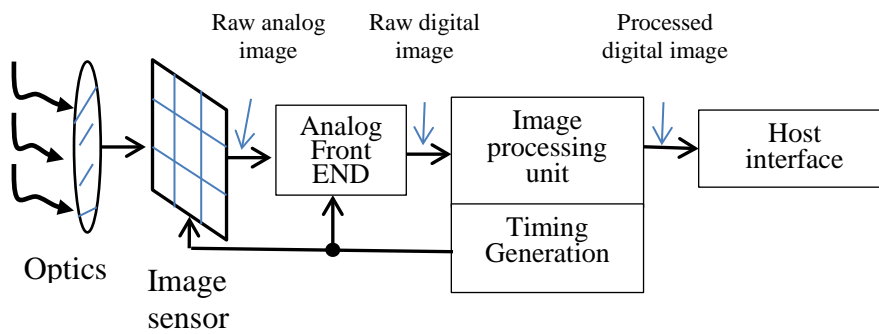 Raw analog
image
Raw digital
image
Processed
digital image
Analog
Front
END
Image
processing
unit
Host
interface
Timing
Generation
Optics
Image
sensor